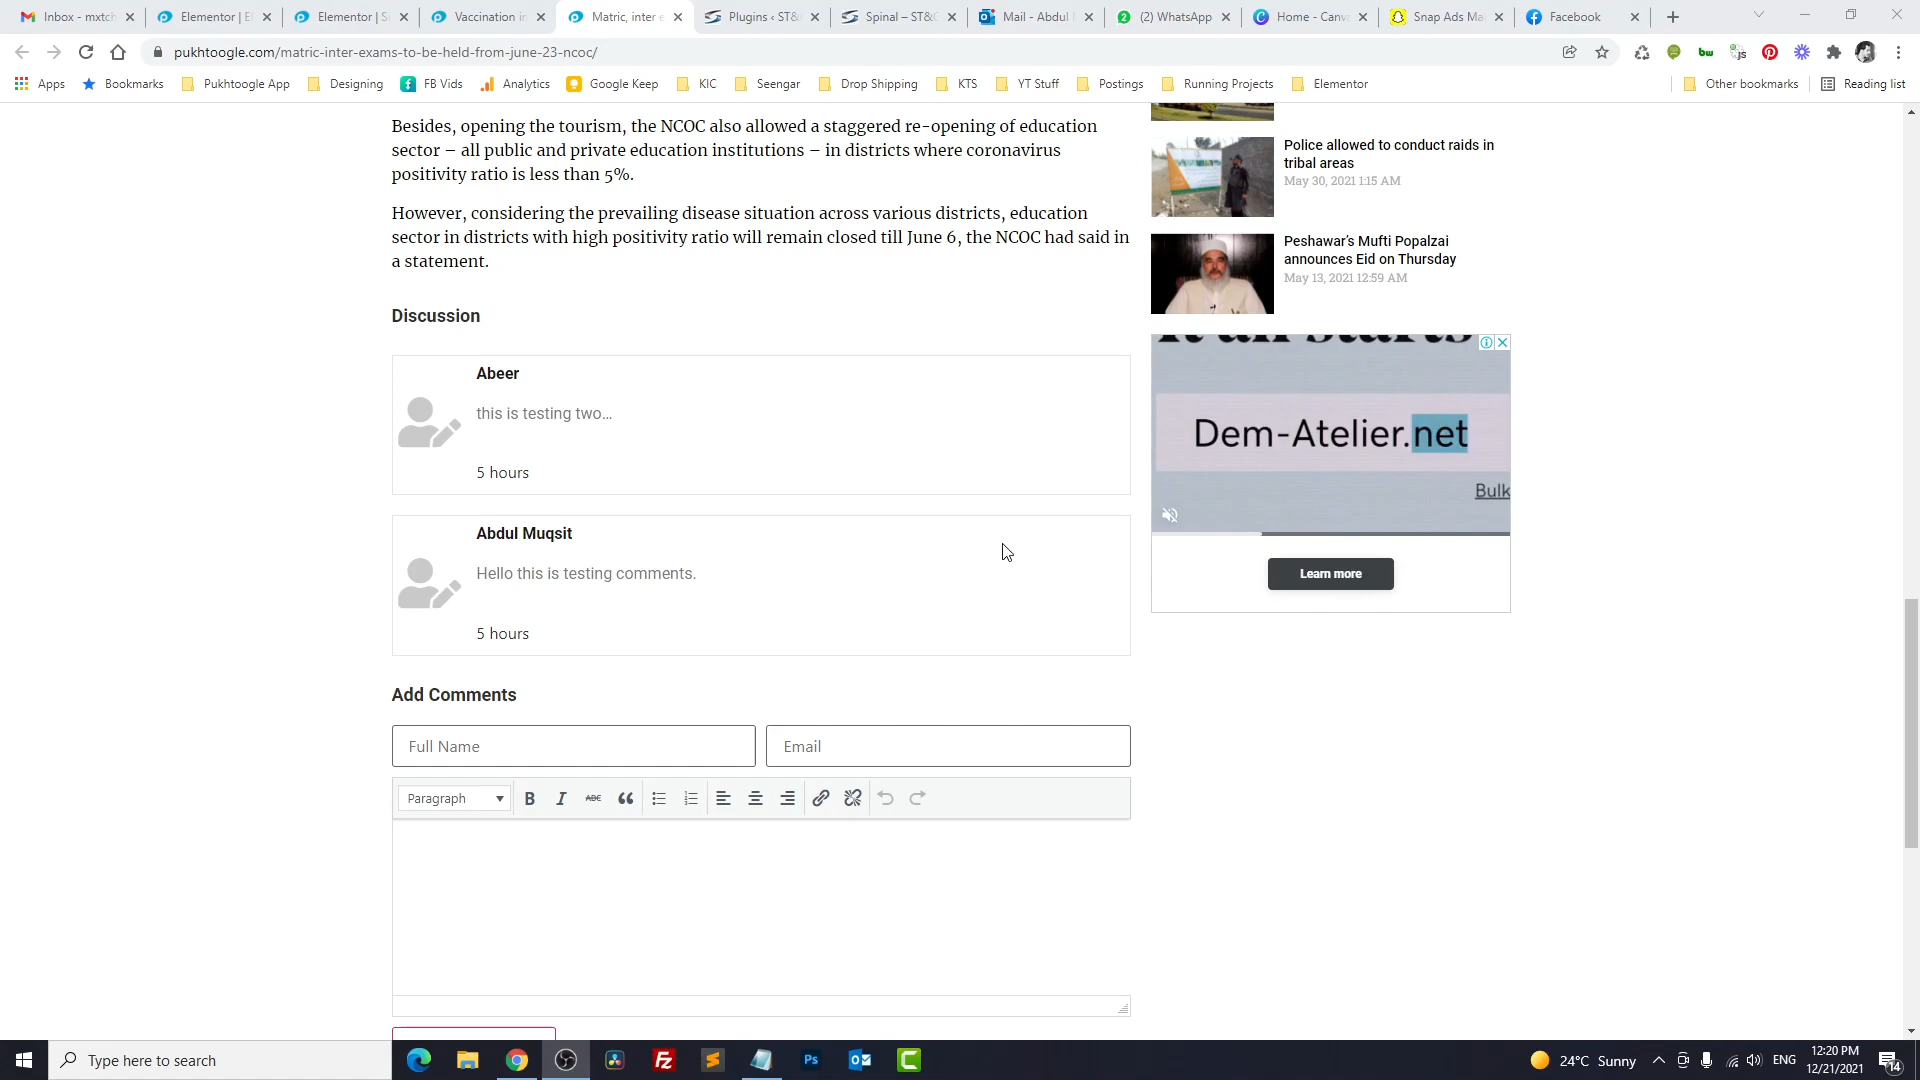 Inbox - mxtch
Elementor | E
Elementor | S
Vaccination in
Matric, inter e
Plugins ‹ ST&
Spinal – ST&C
Mail - Abdul
(2) WhatsApp
Home - Canva
Snap Ads Ma
Facebook
pukhtoogle.com/matric-inter-exams-to-be-held-from-june-23-ncoc/
Apps
Bookmarks
Pukhtoogle App
Designing
FB Vids
Analytics
Google Keep
KIC
Seengar
Drop Shipping
KTS
YT Stuff
Postings
Running Projects
Elementor
Other bookmarks
Reading list
Besides, opening the tourism, the NCOC also allowed a staggered re-opening of education
sector – all public and private education institutions – in districts where coronavirus
positivity ratio is less than 5%.
However, considering the prevailing disease situation across various districts, education
sector in districts with high positivity ratio will remain closed till June 6, the NCOC had said in
a statement.
Discussion
Abeer
this is testing two...
5 hours
Abdul Muqsit
Hello this is testing comments.
5 hours
Add Comments
Full Name
Email
Paragraph
B
I
ABC
Police allowed to conduct raids in
tribal areas
May 30, 2021 1:15 AM
Peshawar's Mufti Popalzai
announces Eid on Thursday
May 13, 2021 12:59 AM
it all starts
Dem-Atelier.net
Bulk
Learn more
Type here to search
Ps
24°C Sunny
ENG
12:20 PM
12/21/2021
14